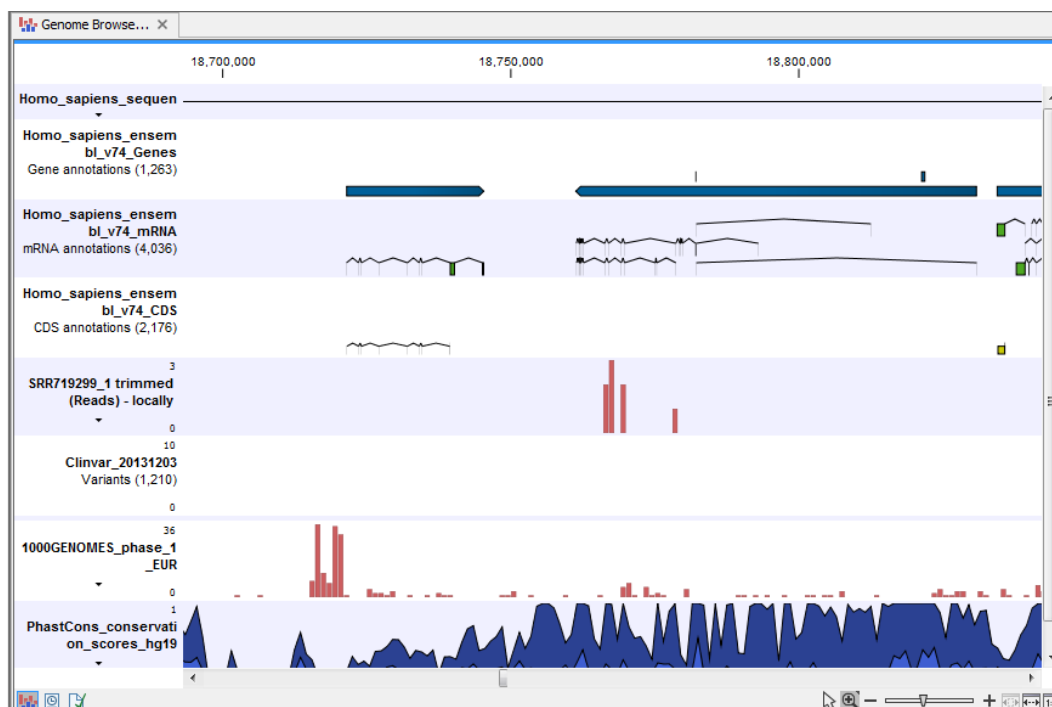 Genome Browse...
18,700,000 18,750,000 18,800,000
Homo_sapiens_sequen
Homo_sapiens_ensem
bl_v74_Genes
Gene annotations (1,263)
Homo_sapiens_ensem
bl_v74_mRNA
mRNA annotations (4,036)
Homo_sapiens_ensem
bl_v74_CDS
CDS annotations (2,176)
3
SRR719299_1 trimmed
(Reads) - locally
0
10
Clinvar_20131203
Variants (1,210)
0
36
1000GENOMES_phase_1
_EUR
0
1
PhastCons_conservati
on_scores_hg19